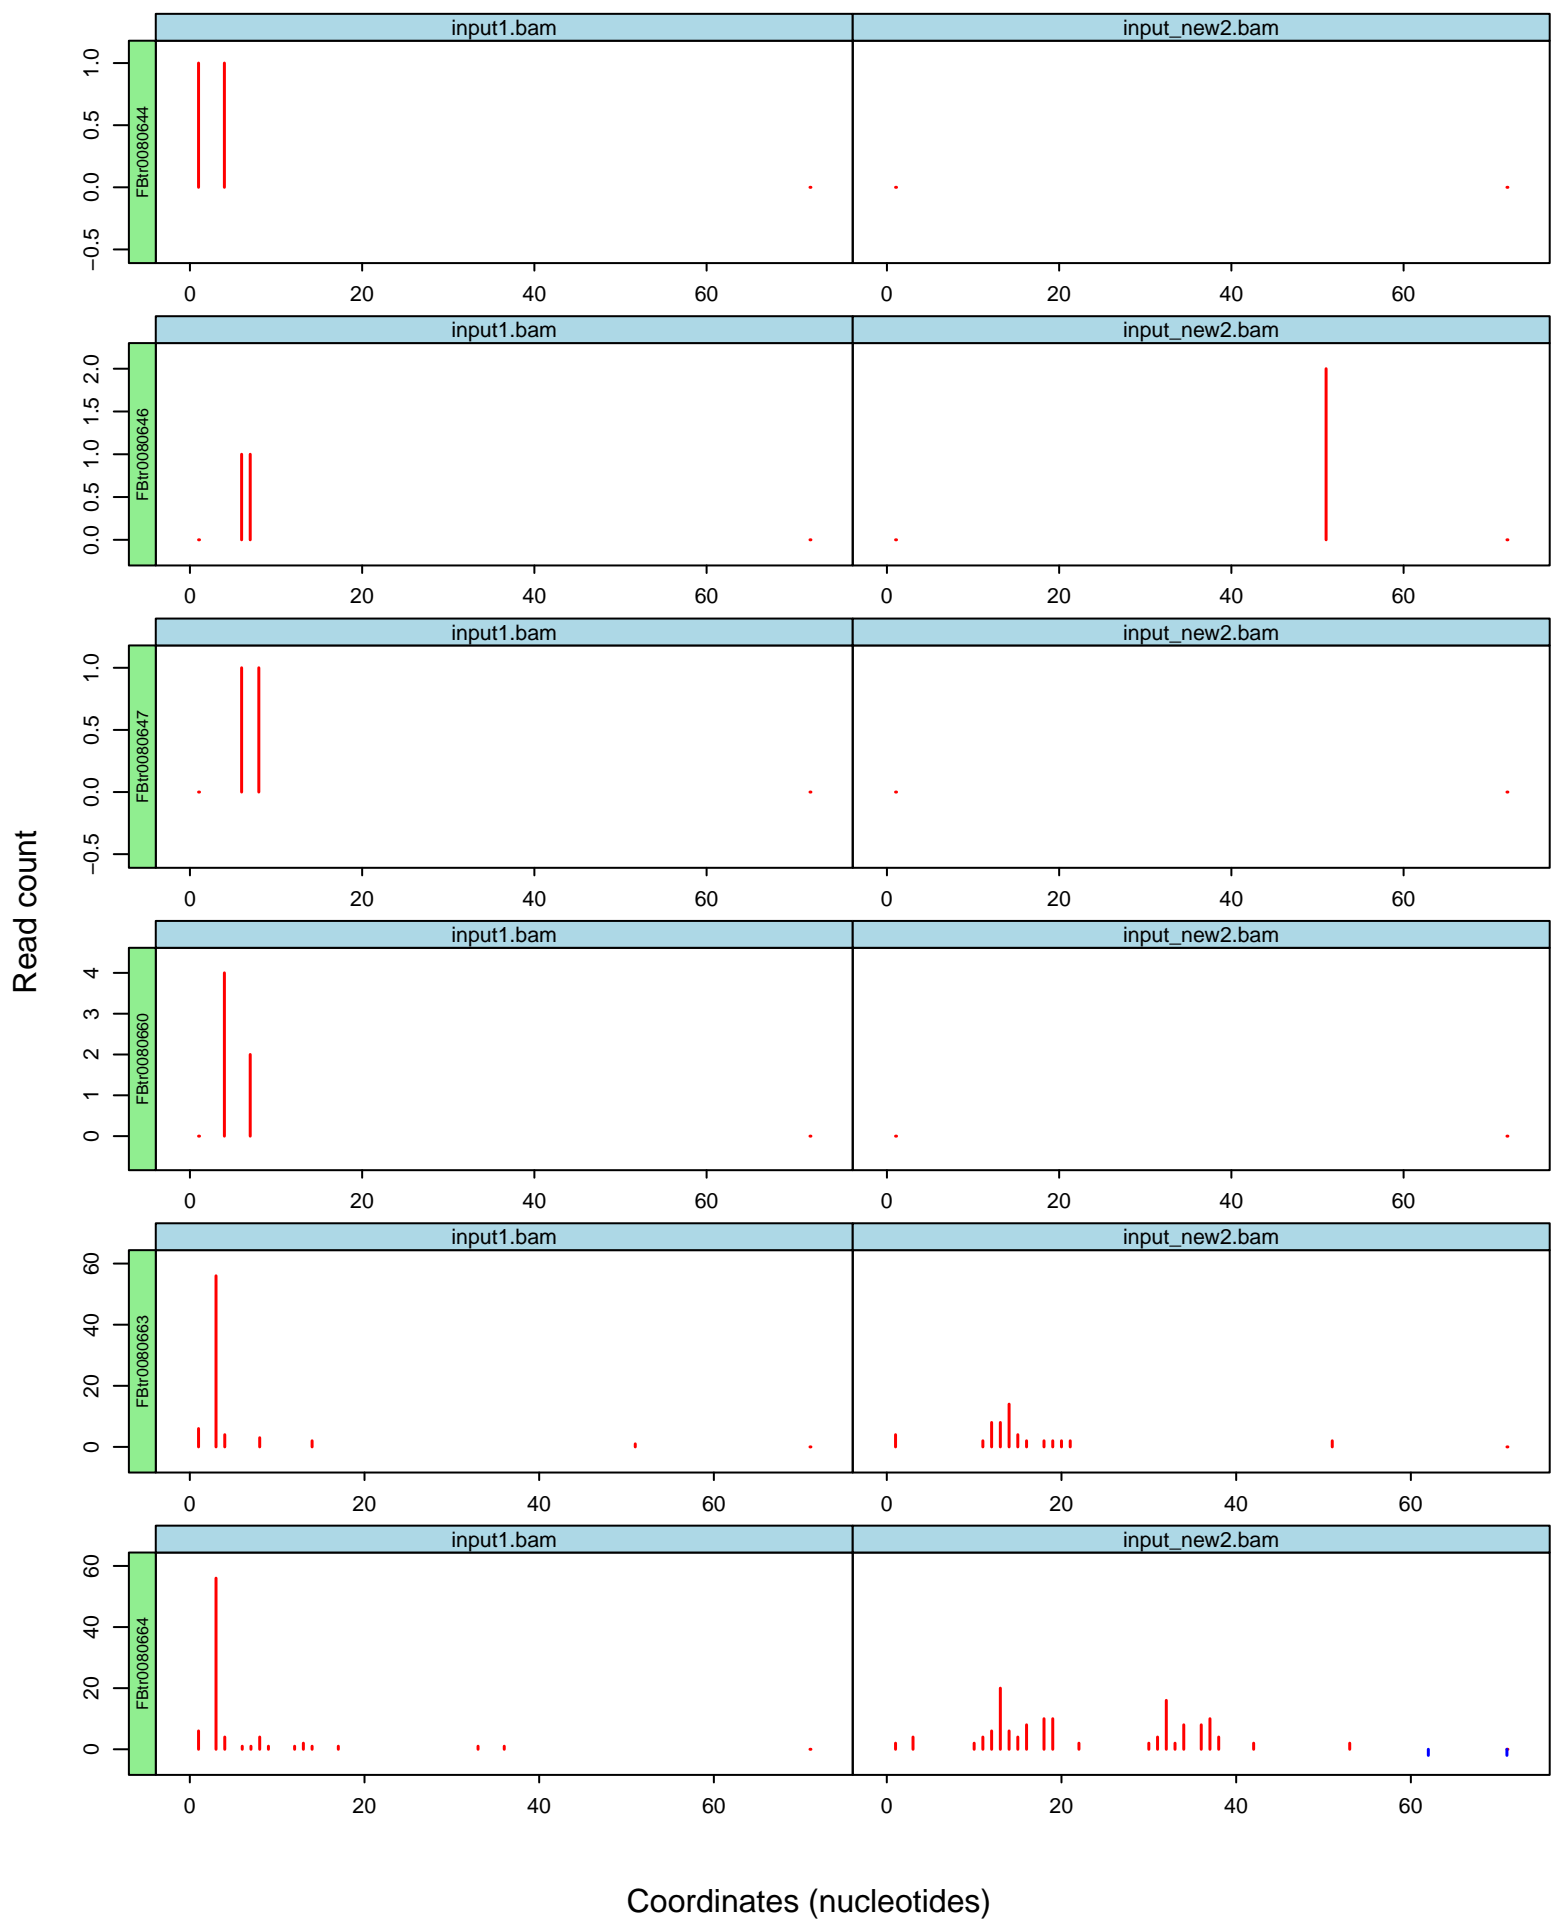 input1.bam input_new2.bam
FBtr0080644
1.0
0.5
0.0
−0.5
0 20 40 60 0 20 40 60
input1.bam input_new2.bam
FBtr0080646
2.0
1.5
1.0
0.5
0.0
0 20 40 60 0 20 40 60
input1.bam input_new2.bam
FBtr0080647
1.0
0.5
0.0
−0.5
0 20 40 60 0 20 40 60
Read count
input1.bam input_new2.bam
FBtr0080660
4
3
2
1
0
0 20 40 60 0 20 40 60
input1.bam input_new2.bam
FBtr0080663
60
40
20
0
0 20 40 60 0 20 40 60
input1.bam input_new2.bam
FBtr0080664
60
40
20
0
0 20 40 60 0 20 40 60
Coordinates (nucleotides)